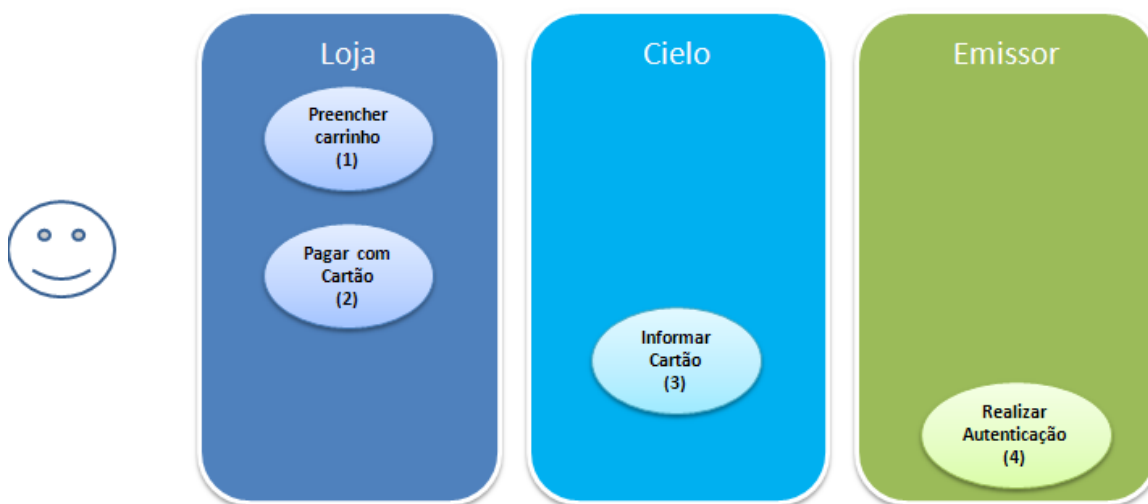 Loja
Preencher
carrinho
(1)
Pagar com
Cartão
(2)
Cielo
Informar
Cartão
(3)
Emissor
Realizar
Autenticação
(4)